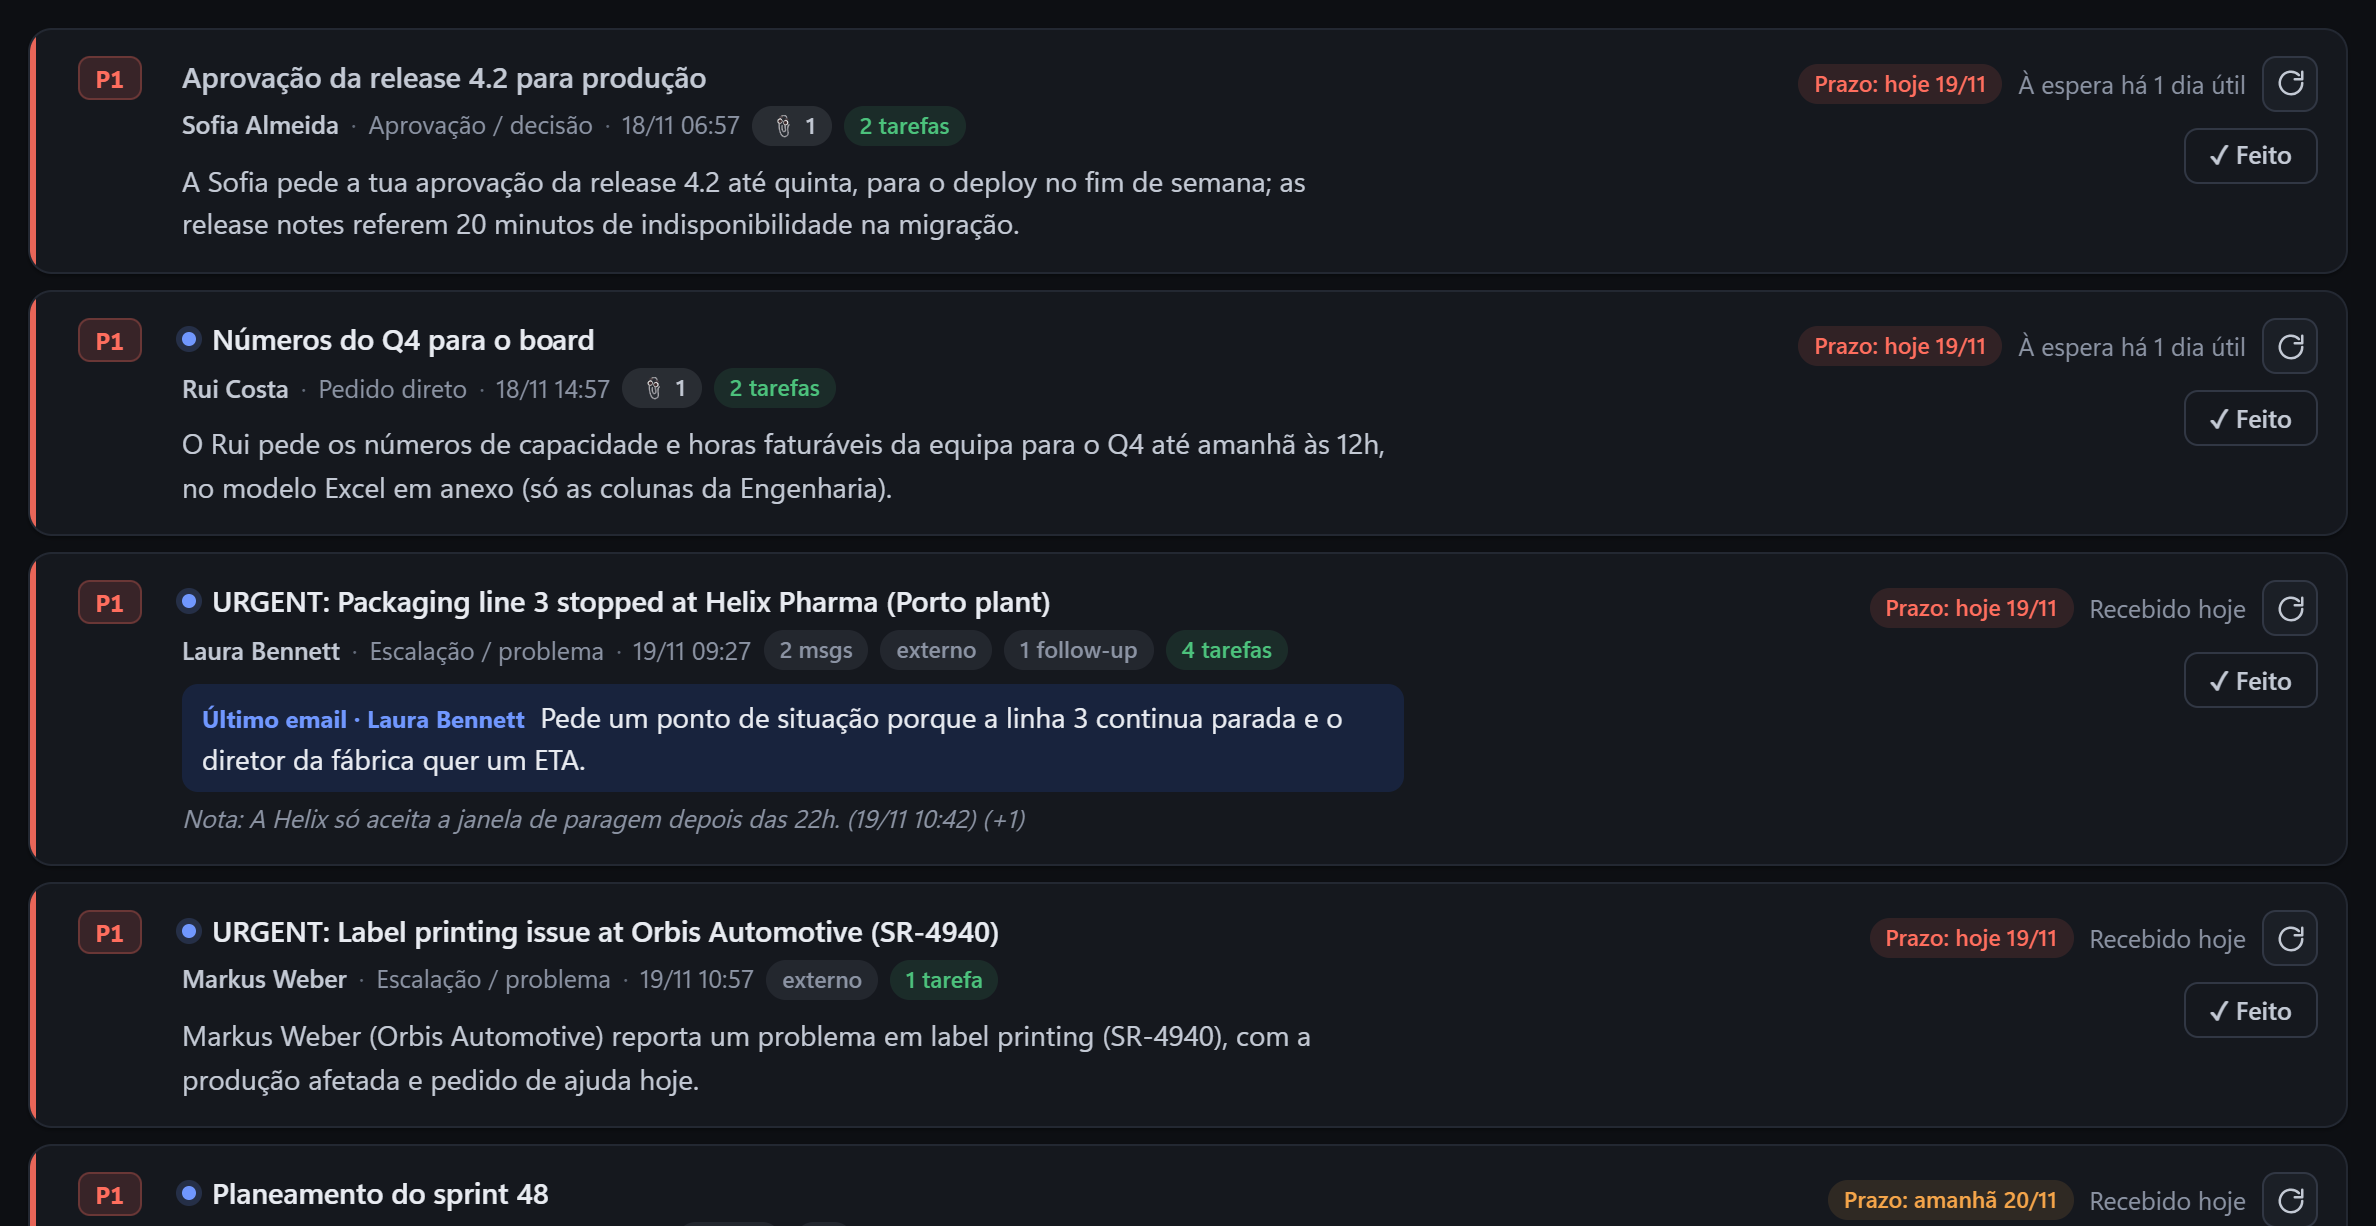 P1 Aprovação da release 4.2 para produção Prazo: hoje 19/11 À espera há 1 dia útil
Sofia Almeida · Aprovação / decisão · 18/11 06:57 1 2 tarefas
✓ Feito
A Sofia pede a tua aprovação da release 4.2 até quinta, para o deploy no fim de semana; as
release notes referem 20 minutos de indisponibilidade na migração.
P1 Números do Q4 para o board Prazo: hoje 19/11 À espera há 1 dia útil
Rui Costa · Pedido direto · 18/11 14:57 1 2 tarefas
✓ Feito
O Rui pede os números de capacidade e horas faturáveis da equipa para o Q4 até amanhã às 12h,
no modelo Excel em anexo (só as colunas da Engenharia).
P1 URGENT: Packaging line 3 stopped at Helix Pharma (Porto plant) Prazo: hoje 19/11 Recebido hoje
Laura Bennett · Escalação / problema · 19/11 09:27 2 msgs externo 1 follow-up 4 tarefas
✓ Feito
Último email · Laura Bennett Pede um ponto de situação porque a linha 3 continua parada e o
diretor da fábrica quer um ETA.
Nota: A Helix só aceita a janela de paragem depois das 22h. (19/11 10:42) (+1)
P1 URGENT: Label printing issue at Orbis Automotive (SR-4940) Prazo: hoje 19/11 Recebido hoje
Markus Weber · Escalação / problema · 19/11 10:57 externo 1 tarefa
✓ Feito
Markus Weber (Orbis Automotive) reporta um problema em label printing (SR-4940), com a
produção afetada e pedido de ajuda hoje.
P1 Planeamento do sprint 48 Prazo: amanhã 20/11 Recebido hoje